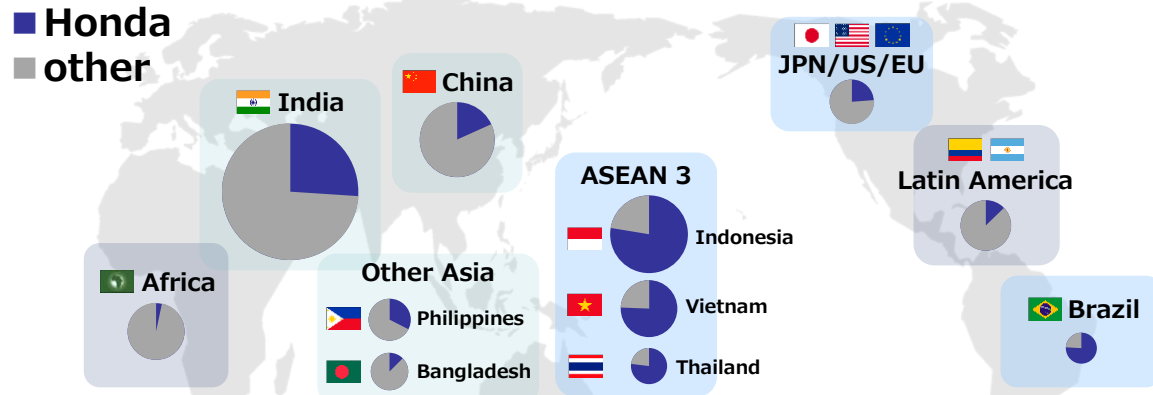 Honda
other
India
China
JPN/US/EU
Latin America
ASEAN 3
Indonesia
Vietnam
Thailand
Africa
Other Asia
Philippines
Bangladesh
Brazil